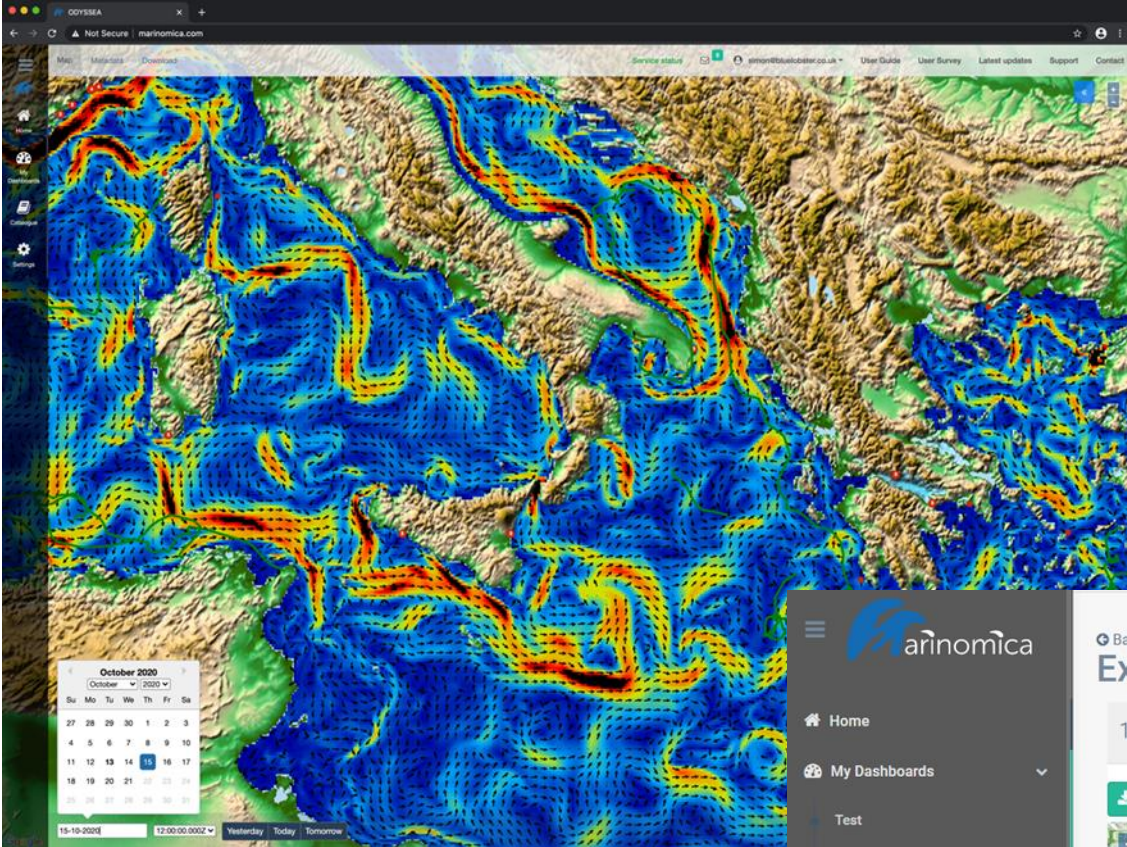 ODYSSEA
Not Secure | marinomica.com
Map Metadata Download Service status simon@bluelobster.co.uk User Guide User Survey Latest updates Support Contact
Home
My Dashboards
Catalogue
Settings
October 2020
October 2020
Su Mo Tu We Th Fr Sa
27 28 29 30 1 2 3
4 5 6 7 8 9 10
11 12 13 14 15 16 17
18 19 20 21 22 23 24
25 26 27 28 29 30 31
15-10-2020 12:00:00.000Z Yesterday Today Tomorrow
arinomica
Home
My Dashboards
Test
Ba
Ex
1